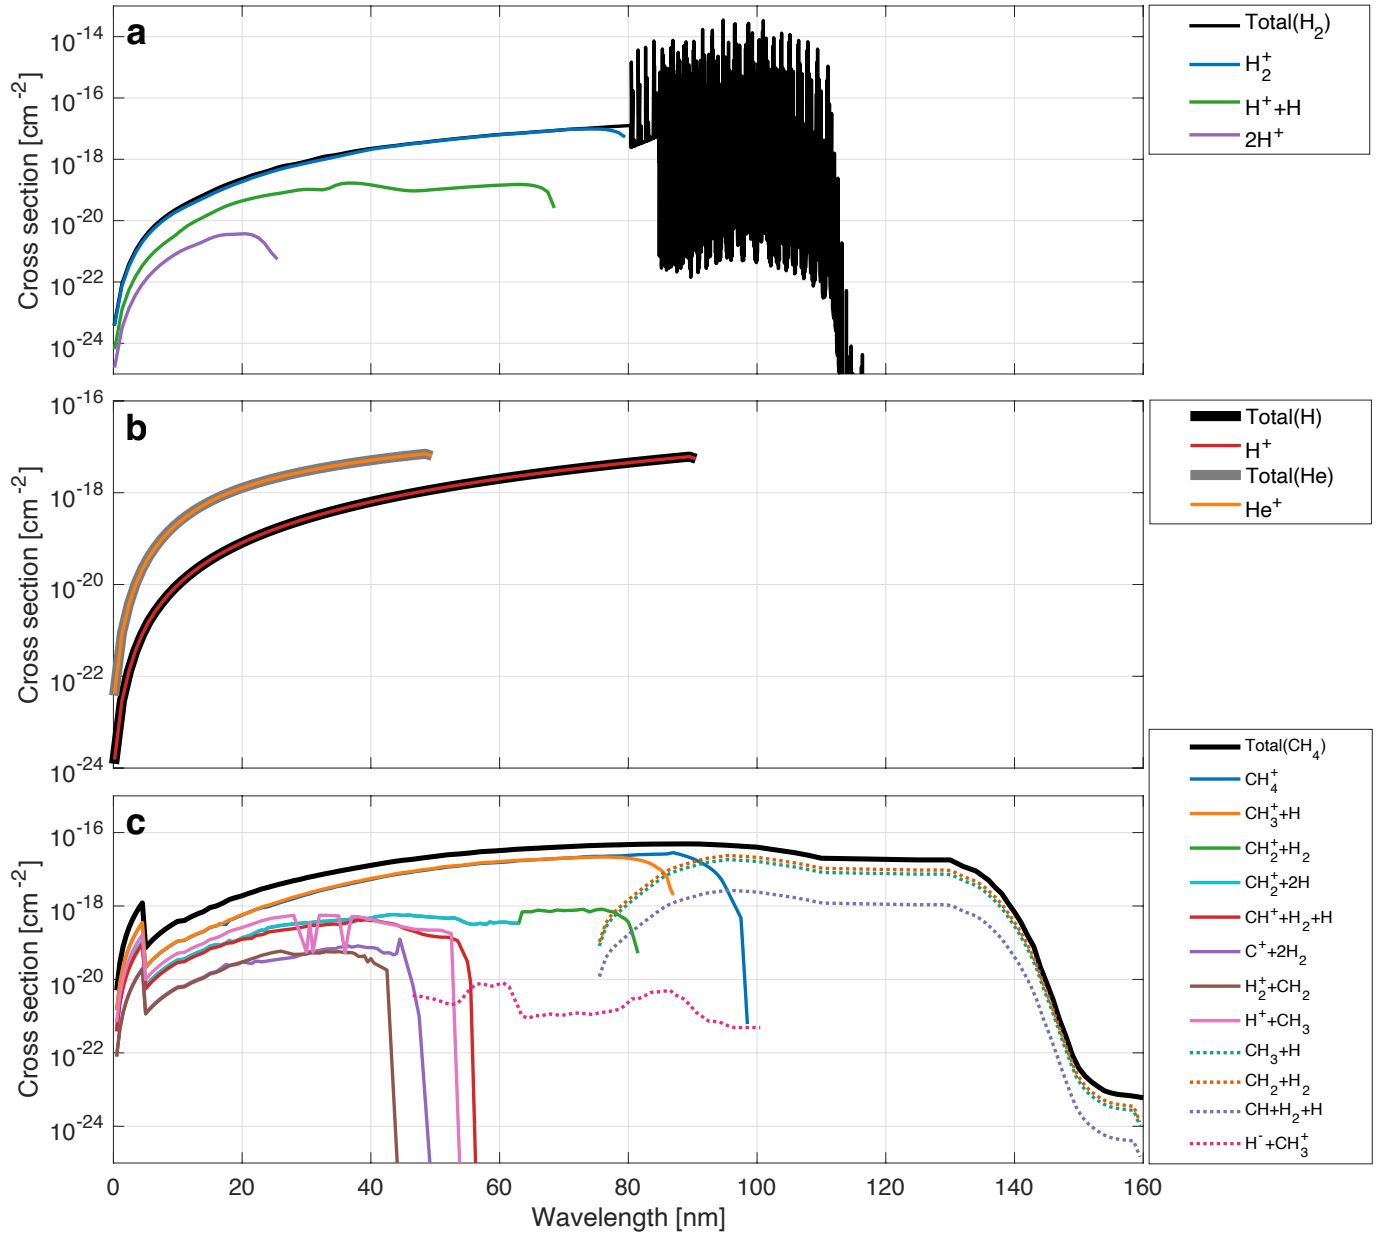 a
Cross section [cm⁻²]
10⁻¹⁴
10⁻¹⁶
10⁻¹⁸
10⁻²⁰
10⁻²²
10⁻²⁴
Total(H₂)
H₂⁺
H⁺+H
2H⁺
b
Cross section [cm⁻²]
10⁻¹⁶
10⁻¹⁸
10⁻²⁰
10⁻²²
10⁻²⁴
Total(H)
H⁺
Total(He)
He⁺
c
Cross section [cm⁻²]
10⁻¹⁶
10⁻¹⁸
10⁻²⁰
10⁻²²
10⁻²⁴
Total(CH₄)
CH₄⁺
CH₃⁺+H
CH₂⁺+H₂
CH₂⁺+2H
CH⁺+H₂+H
C⁺+2H₂
H₂⁺+CH₂
H⁺+CH₃
CH₃+H
CH₂+H₂
CH+H₂+H
H⁻+CH₃⁺
0 20 40 60 80 100 120 140 160
Wavelength [nm]